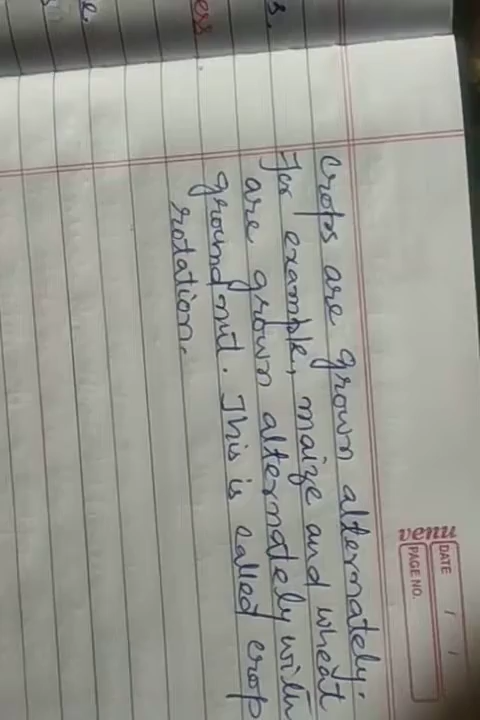 venu
DATE / /
PAGE NO.
crops are grown alternately.
For example, maize and wheat
are grown alternately with
groundnut. This is called crop
rotation.